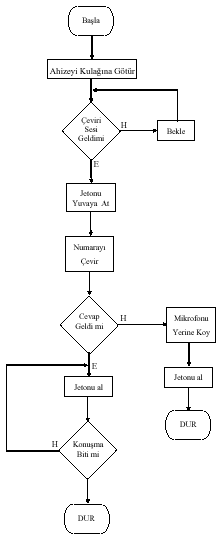 Başla
Ahizeyi Kulağına Götür
Çeviri
Sesi
Geldimi
H
Bekle
E
Jetonu
Yuvaya At
Numarayı
Çevir
Cevap
Geldi mi
H
Mikrofonu
Yerine Koy
E
Jetonu al
Jetonu al
H
Konuşma
Biti mi
DUR
DUR